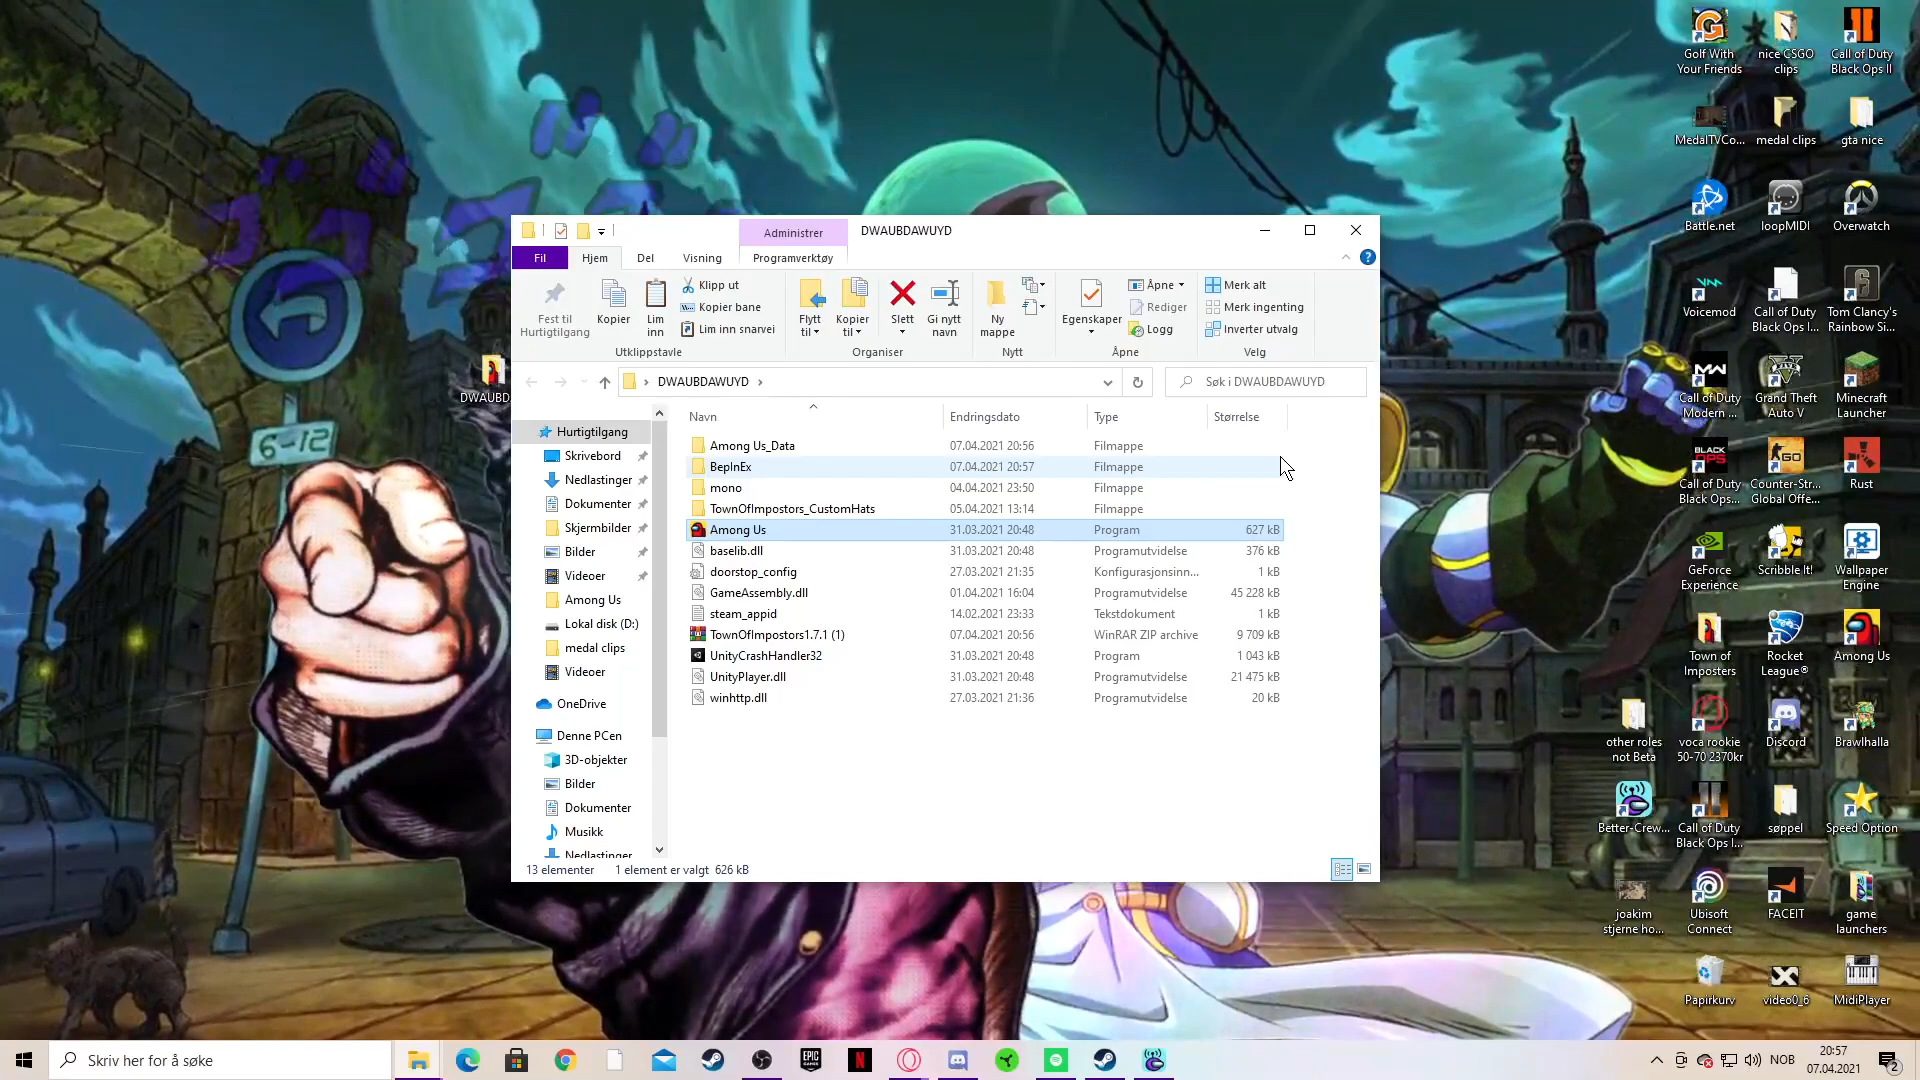 Golf With
Your Friends
nice CSGO
clips
Call of Duty
Black Ops II
MedalTVCo...
medal clips
gta nice
Battle.net
loopMIDI
Overwatch
Voicemod
Call of Duty
Black Ops I...
Tom Clancy's
Rainbow Si...
Call of Duty
Modern ...
Grand Theft
Auto V
Minecraft
Launcher
Call of Duty
Black Ops...
Counter-Str...
Global Offe...
Rust
GeForce
Experience
Scribble It!
Wallpaper
Engine
Town of
Imposters
Rocket
League®
Among Us
other roles
not Beta
voca rookie
50-70 2370kr
Discord
Brawlhalla
Better-Crew...
Call of Duty
Black Ops I...
søppel
Speed Option
joakim
stjerne ho...
Ubisoft
Connect
FACEIT
game
launchers
Papirkurv
video0_6
MidiPlayer
6-12
DWAUBD
Administrer
DWAUBDAWUYD
Fil
Hjem
Del
Visning
Programverktøy
Fest til
Hurtigtilgang
Kopier
Lim
inn
Klipp ut
Kopier bane
Lim inn snarvei
Utklippstavle
Flytt
til
Kopier
til
Slett
Gi nytt
navn
Organiser
Ny
mappe
Nytt
Egenskaper
Åpne
Rediger
Logg
Åpne
Merk alt
Merk ingenting
Inverter utvalg
Velg
DWAUBDAWUYD
Søk i DWAUBDAWUYD
Hurtigtilgang
Skrivebord
Nedlastinger
Dokumenter
Skjermbilder
Bilder
Videoer
Among Us
Lokal disk (D:)
medal clips
Videoer
OneDrive
Denne PCen
3D-objekter
Bilder
Dokumenter
Musikk
Nedlastinger
Navn Endringsdato Type Størrelse
Among Us_Data 07.04.2021 20:56 Filmappe
BepInEx 07.04.2021 20:57 Filmappe
mono 04.04.2021 23:50 Filmappe
TownOfImpostors_CustomHats 05.04.2021 13:14 Filmappe
Among Us 31.03.2021 20:48 Program 627 kB
baselib.dll 31.03.2021 20:48 Programutvidelse 376 kB
doorstop_config 27.03.2021 21:35 Konfigurasjonsinn... 1 kB
GameAssembly.dll 01.04.2021 16:04 Programutvidelse 45 228 kB
steam_appid 14.02.2021 23:33 Tekstdokument 1 kB
TownOfImpostors1.7.1 (1) 07.04.2021 20:56 WinRAR ZIP archive 9 709 kB
UnityCrashHandler32 31.03.2021 20:48 Program 1 043 kB
UnityPlayer.dll 31.03.2021 20:48 Programutvidelse 21 475 kB
winhttp.dll 27.03.2021 21:36 Programutvidelse 20 kB
13 elementer 1 element er valgt 626 kB
Skriv her for å søke
NOB
20:57
07.04.2021
2